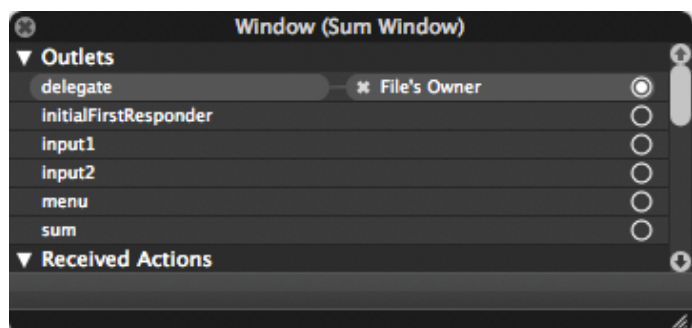 Window (Sum Window)
Outlets
delegate File's Owner
initialFirstResponder
input1
input2
menu
sum
Received Actions